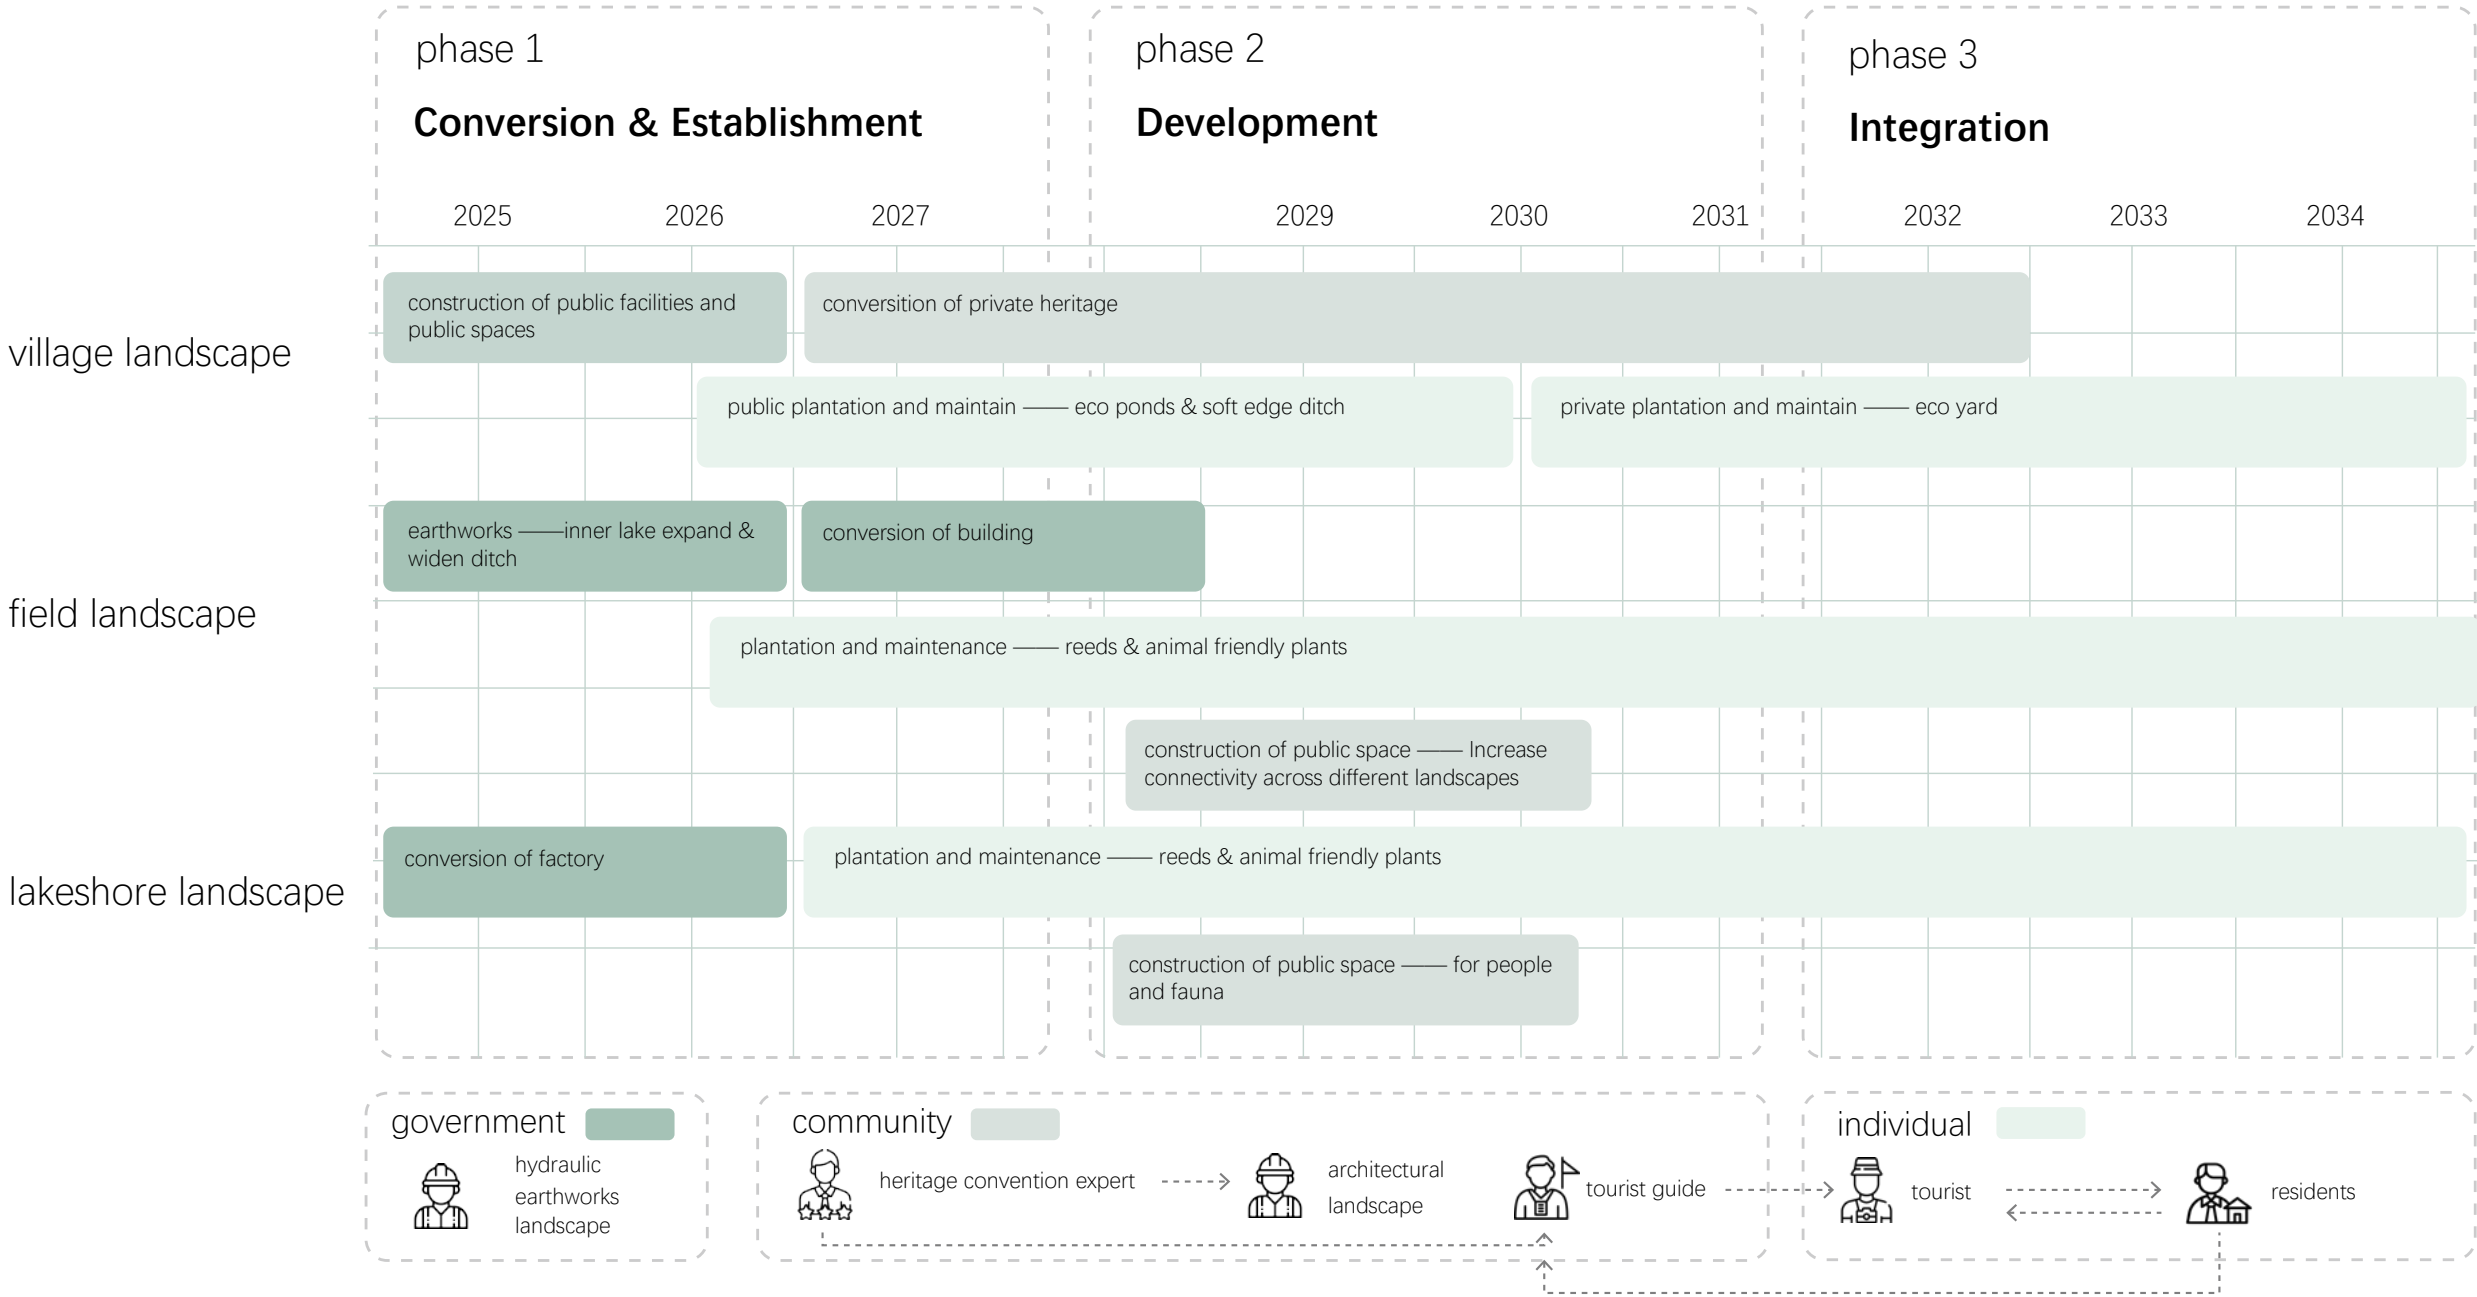 phase 1
Conversion & Establishment
phase 2
Development
phase 3
Integration
2025
2026
2027
2029
2030
2031
2032
2033
2034
village landscape
construction of public facilities and
public spaces
conversition of private heritage
public plantation and maintain —— eco ponds & soft edge ditch
private plantation and maintain —— eco yard
field landscape
earthworks ——inner lake expand &
widen ditch
conversion of building
plantation and maintenance —— reeds & animal friendly plants
construction of public space —— Increase
connectivity across different landscapes
lakeshore landscape
conversion of factory
plantation and maintenance —— reeds & animal friendly plants
construction of public space —— for people
and fauna
government
hydraulic
earthworks
landscape
community
heritage convention expert
architectural
landscape
tourist guide
individual
tourist
residents